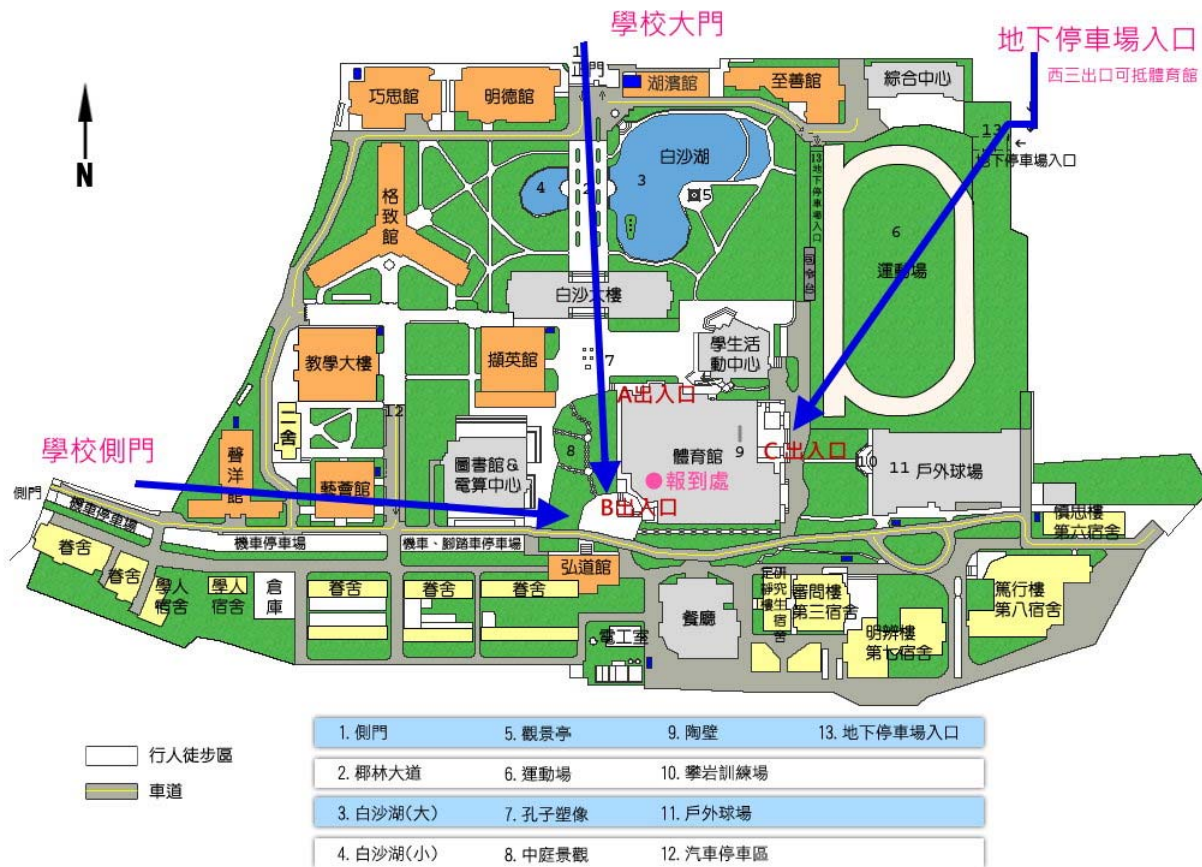 學校大門
地下停車場入口
西三出口可抵體育館
1
正門
巧思館
明德館
湖濱館
至善館
綜合中心
13
地下停車場入口
N
白沙湖
4
2
3
5
13地下停車場入口
格致館
6
運動場
司令台
白沙大樓
7
學生活動中心
教學大樓
擷英館
A出入口
12
二舍
學校側門
圖書館&
電算中心
8
體育館
9
C出入口
10
11
戶外球場
報到處
B出入口
聲洋館
藝薈館
側門
機車停車場
機車停車場
機車、腳踏車停車場
慎思樓
第六宿舍
弘道館
眷舍
眷舍
學人
宿舍
學人
宿舍
倉庫
眷舍
眷舍
眷舍
餐廳
電工室
研究生宿舍
定靜樓
審問樓
第三宿舍
明辨樓
第七宿舍
篤行樓
第八宿舍
行人徒步區
車道
1. 側門
5. 觀景亭
9. 陶壁
13. 地下停車場入口
2. 椰林大道
6. 運動場
10. 攀岩訓練場
3. 白沙湖(大)
7. 孔子塑像
11. 戶外球場
4. 白沙湖(小)
8. 中庭景觀
12. 汽車停車區